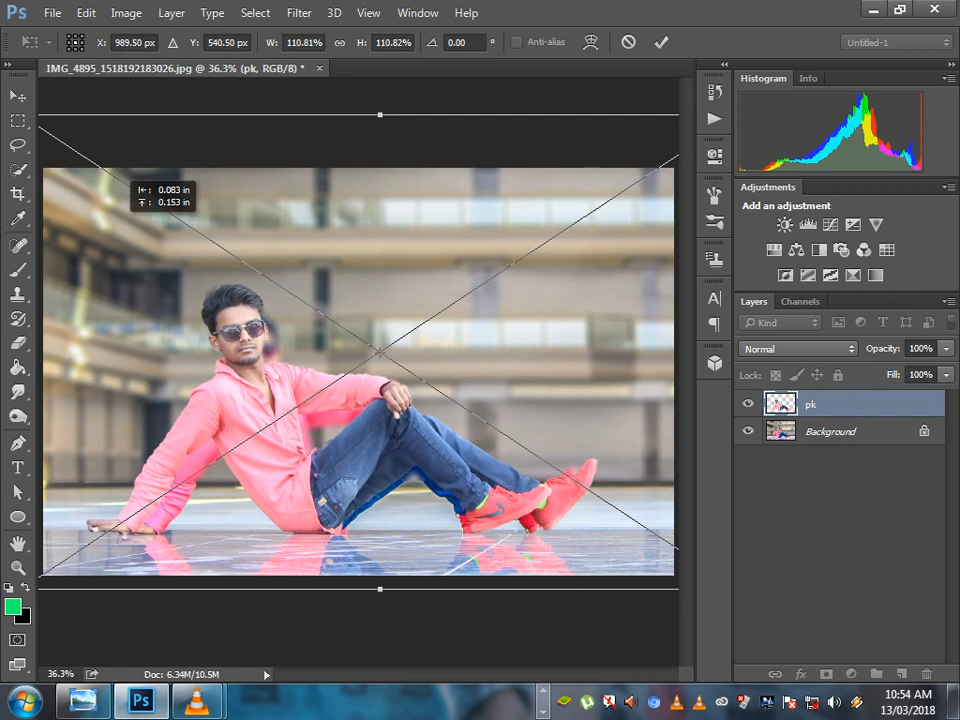 Ps File Edit Image Layer Type Select Filter 3D View Window Help
X: 989.50 px Y: 540.50 px W: 110.81% H: 110.82% 0.00 ° Anti-alias Untitled-1
IMG_4895_1518192183026.jpg @ 36.3% (pk, RGB/8) * ×
Histogram Info
Adjustments
Add an adjustment
Layers Channels
Kind
Normal Opacity: 100%
Lock: Fill: 100%
pk
Background
0.083 in
0.153 in
36.3% Doc: 6.34M/10.5M
Ps
10:54 AM
13/03/2018